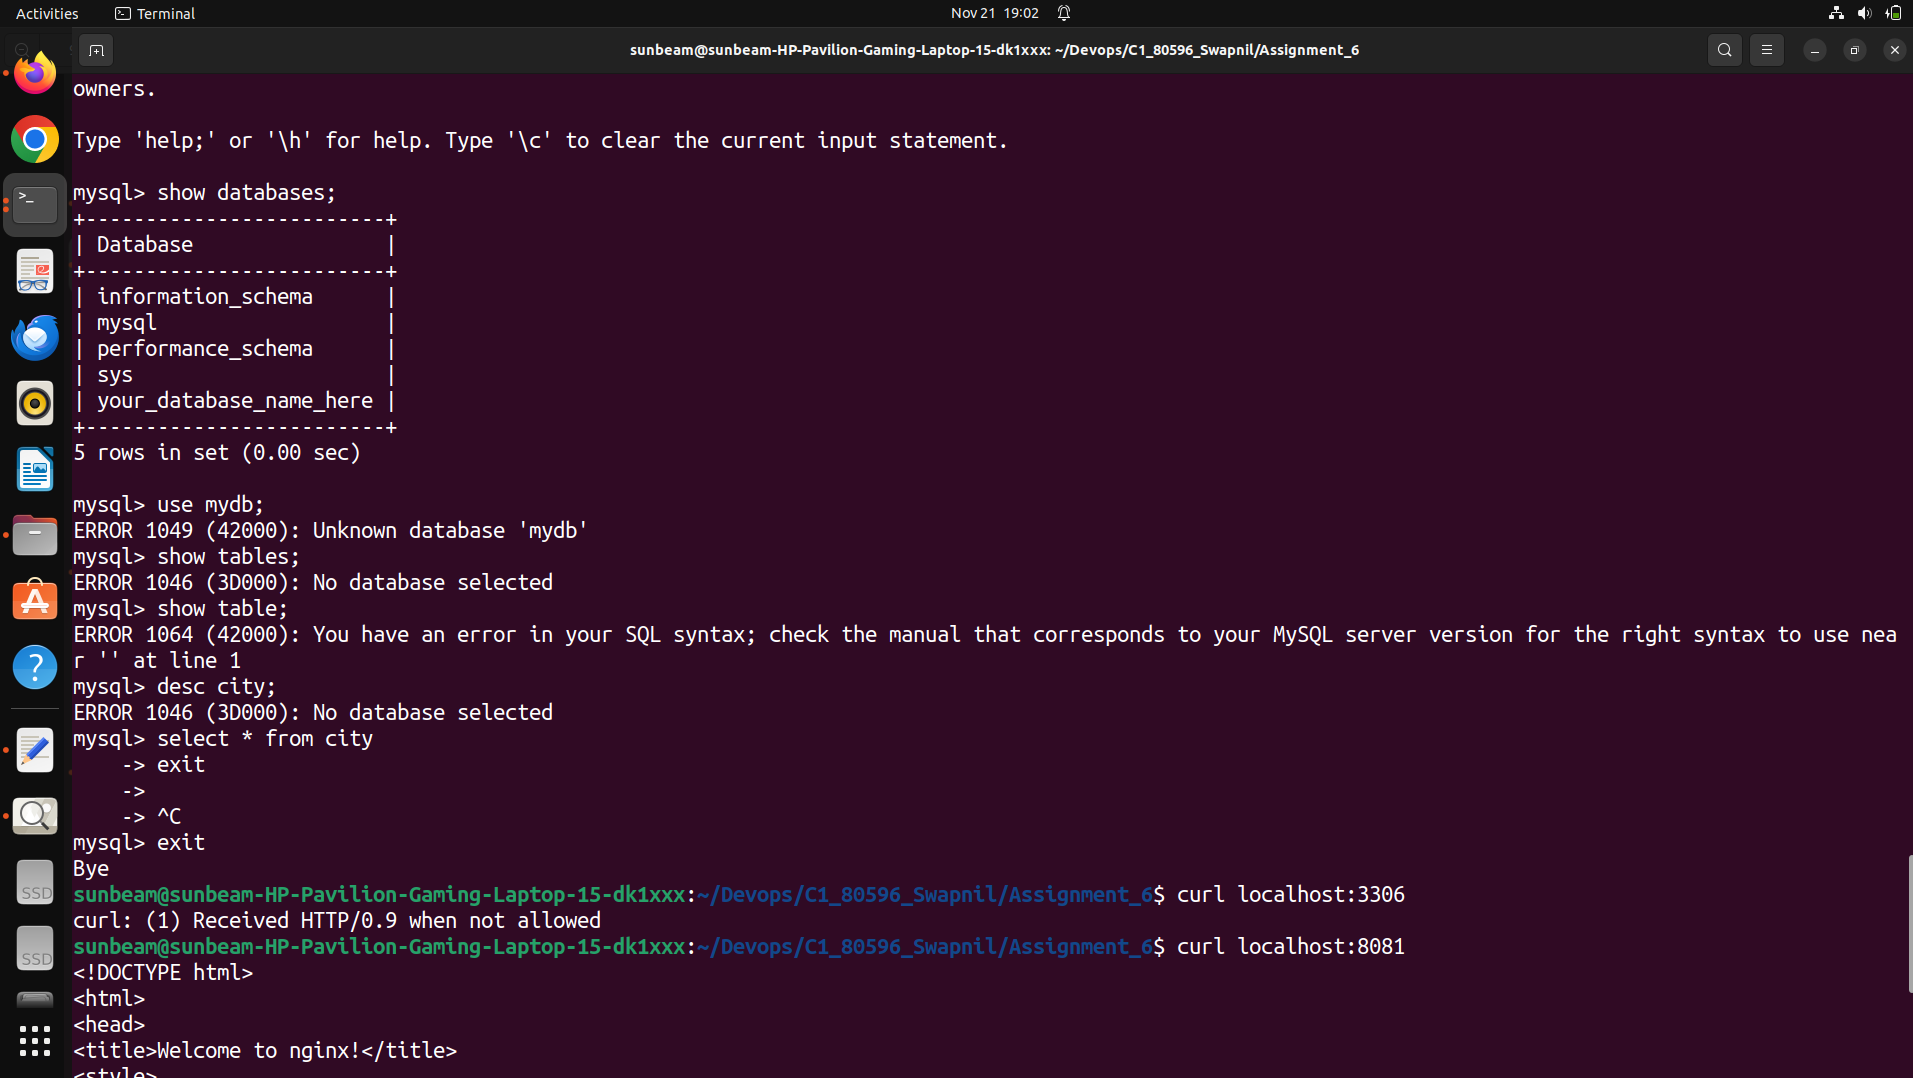 Activities
Terminal
Nov 21 19:02
sunbeam@sunbeam-HP-Pavilion-Gaming-Laptop-15-dk1xxx: ~/Devops/C1_80596_Swapnil/Assignment_6
owners.
Type 'help;' or '\h' for help. Type '\c' to clear the current input statement.
mysql> show databases;
+-------------------------+
| Database                |
+-------------------------+
| information_schema      |
| mysql                   |
| performance_schema      |
| sys                     |
| your_database_name_here |
+-------------------------+
5 rows in set (0.00 sec)
mysql> use mydb;
ERROR 1049 (42000): Unknown database 'mydb'
mysql> show tables;
ERROR 1046 (3D000): No database selected
mysql> show table;
ERROR 1064 (42000): You have an error in your SQL syntax; check the manual that corresponds to your MySQL server version for the right syntax to use nea
r '' at line 1
mysql> desc city;
ERROR 1046 (3D000): No database selected
mysql> select * from city
    -> exit
    ->
    -> ^C
mysql> exit
Bye
sunbeam@sunbeam-HP-Pavilion-Gaming-Laptop-15-dk1xxx:~/Devops/C1_80596_Swapnil/Assignment_6$ curl localhost:3306
curl: (1) Received HTTP/0.9 when not allowed
sunbeam@sunbeam-HP-Pavilion-Gaming-Laptop-15-dk1xxx:~/Devops/C1_80596_Swapnil/Assignment_6$ curl localhost:8081
<!DOCTYPE html>
<html>
<head>
<title>Welcome to nginx!</title>
<style>
SSD
SSD